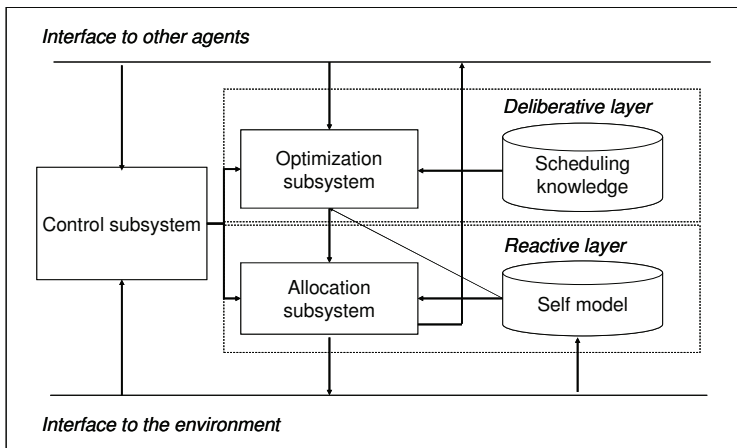 Interface to other agents
Deliberative layer
Optimization
subsystem
Scheduling
knowledge
Control subsystem
Reactive layer
Allocation
subsystem
Self model
Interface to the environment